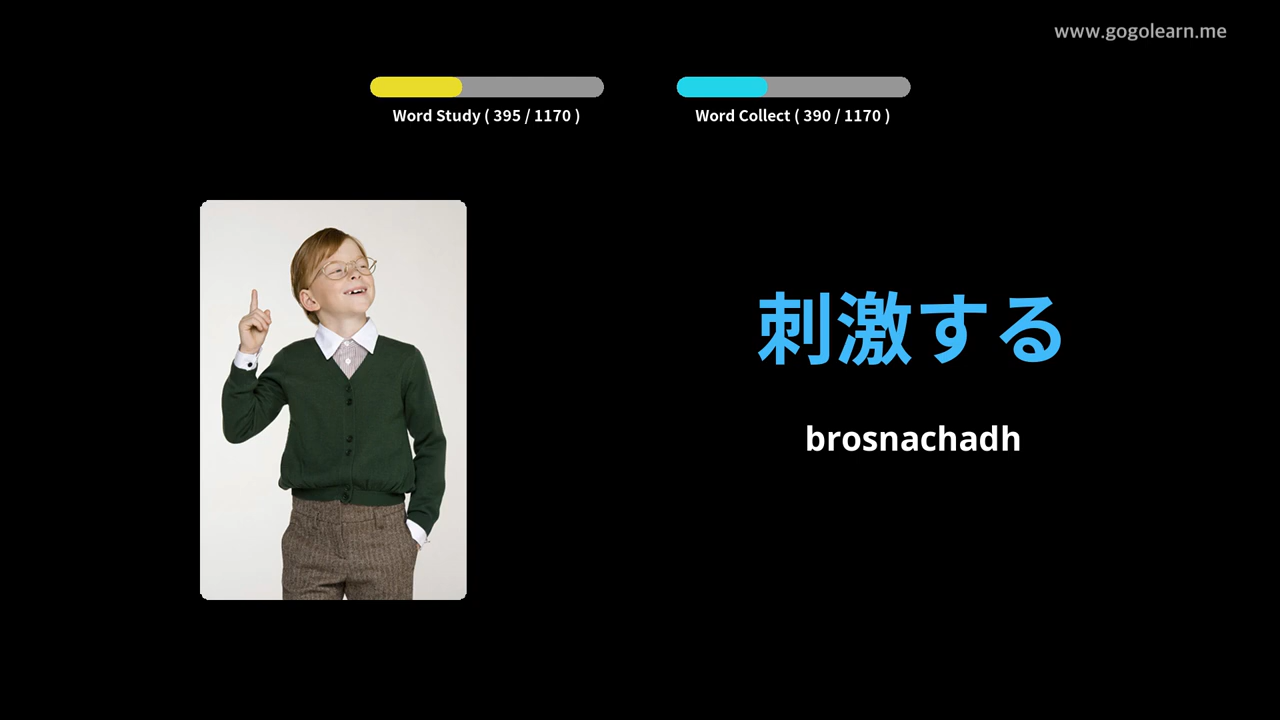 www.gogolearn.me
Word Study ( 395 / 1170 )
Word Collect ( 390 / 1170 )
刺激する
brosnachadh